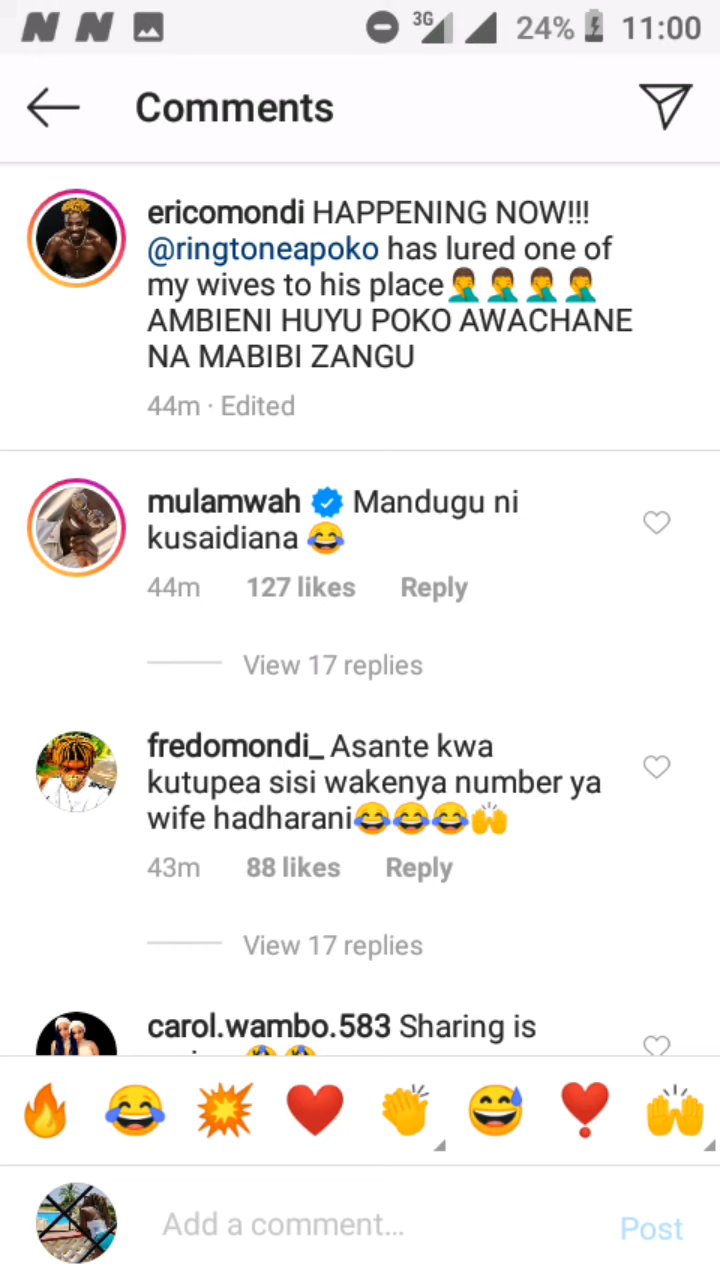 3G 24% 11:00
Comments
ericomondi HAPPENING NOW!!!
@ringtoneapoko has lured one of
my wives to his place🤦‍♂️🤦‍♂️🤦‍♂️🤦‍♂️
AMBIENI HUYU POKO AWACHANE
NA MABIBI ZANGU
44m · Edited
mulamwah Mandugu ni
kusaidiana 😂
44m 127 likes Reply
View 17 replies
fredomondi_ Asante kwa
kutupea sisi wakenya number ya
wife hadharani😂😂😂🙌
43m 88 likes Reply
View 17 replies
carol.wambo.583 Sharing is
Add a comment...
Post